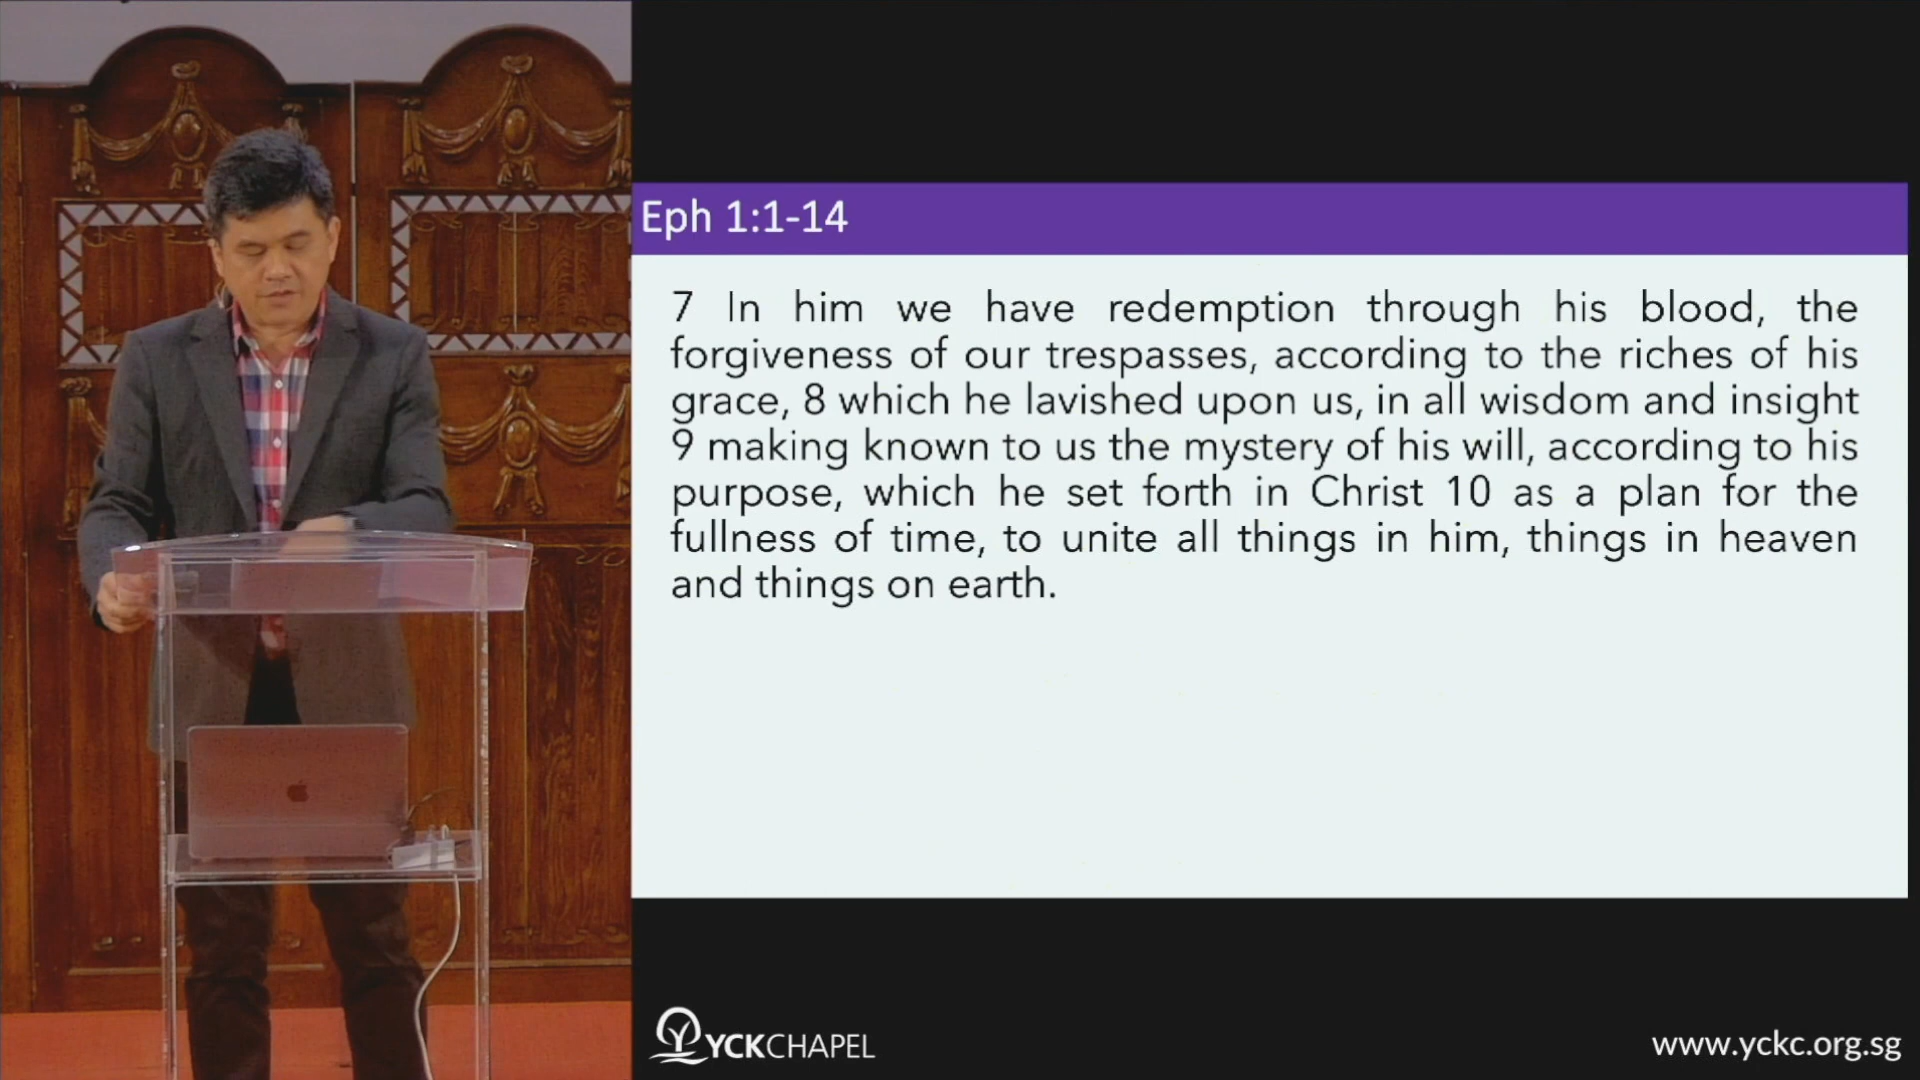 Eph 1:1-14
7 In him we have redemption through his blood, the
forgiveness of our trespasses, according to the riches of his
grace, 8 which he lavished upon us, in all wisdom and insight
9 making known to us the mystery of his will, according to his
purpose, which he set forth in Christ 10 as a plan for the
fullness of time, to unite all things in him, things in heaven
and things on earth.
YCKCHAPEL
www.yckc.org.sg